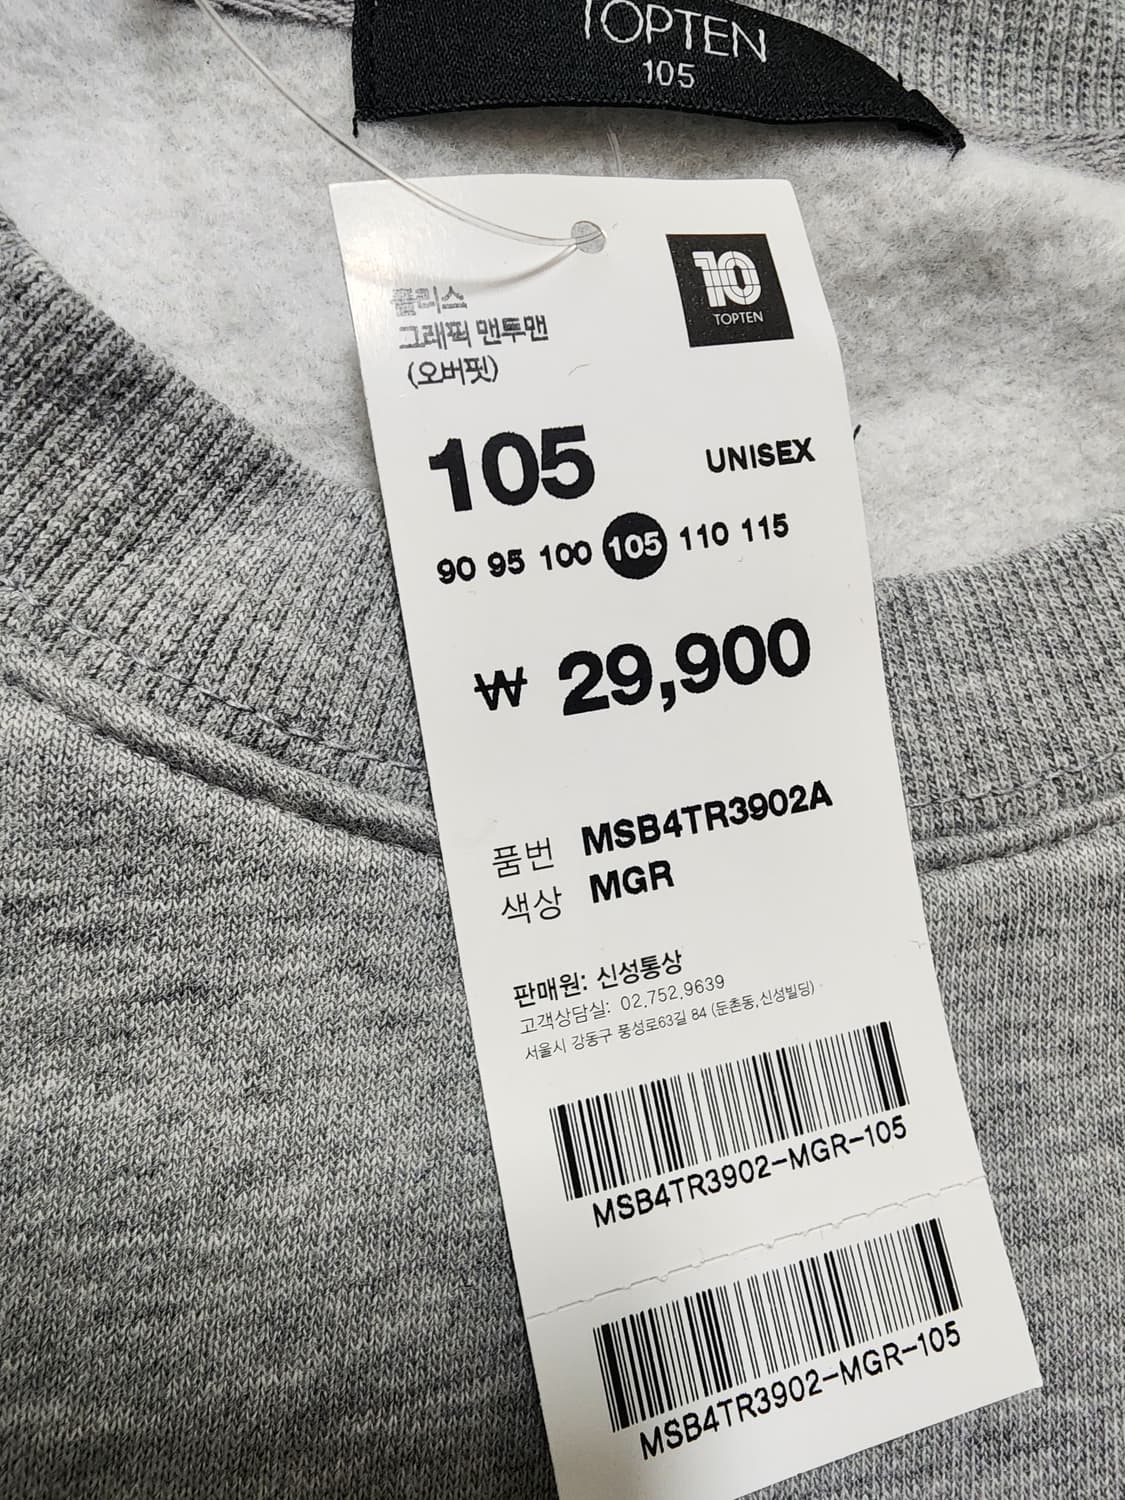 TOPTEN
105
플리스
그래픽 맨투맨
(오버핏)
10
TOPTEN
105 UNISEX
90 95 100 105 110 115
₩ 29,900
품번 MSB4TR3902A
색상 MGR
판매원: 신성통상
고객상담실: 02.752.9639
서울시 강동구 풍성로63길 84 (둔촌동,신성빌딩)
MSB4TR3902-MGR-105
MSB4TR3902-MGR-105